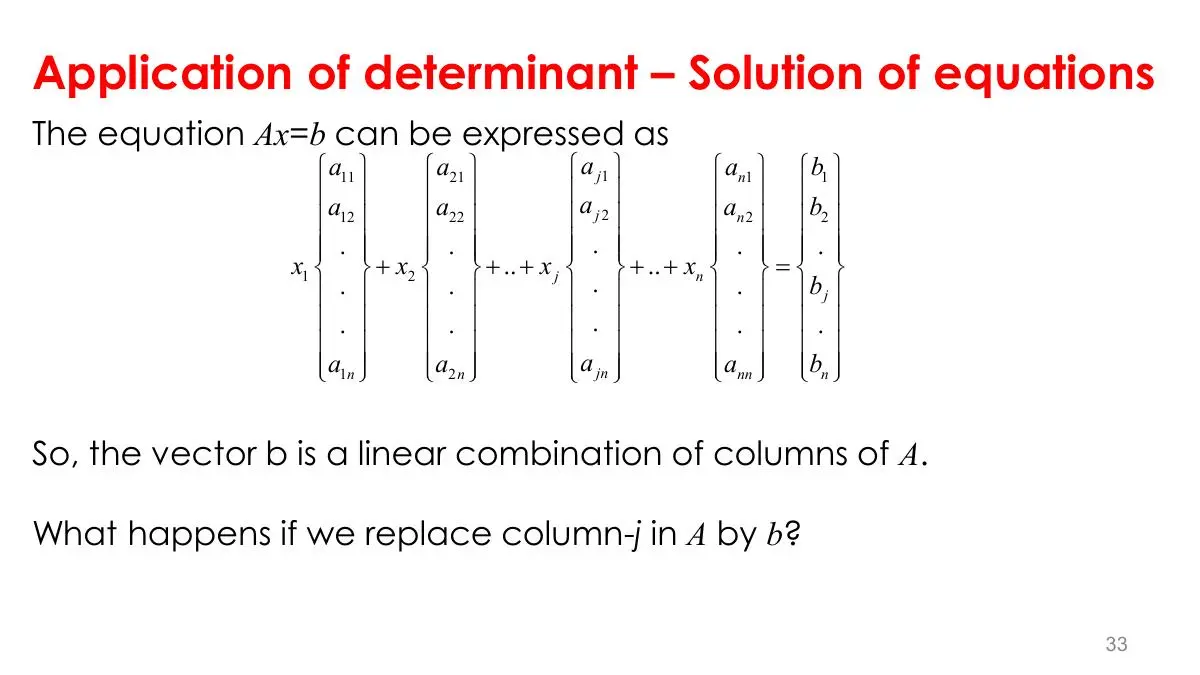 Application of determinant – Solution of equations
The equation Ax=b can be expressed as
x₁ { a₁₁ a₁₂ . . . a₁ₙ } + x₂ { a₂₁ a₂₂ . . . a₂ₙ } + .. + xⱼ { aⱼ₁ aⱼ₂ . . . aⱼₙ } + .. + xₙ { aₙ₁ aₙ₂ . . . aₙₙ } = { b₁ b₂ . bⱼ . bₙ }
So, the vector b is a linear combination of columns of A.
What happens if we replace column-j in A by b?
33